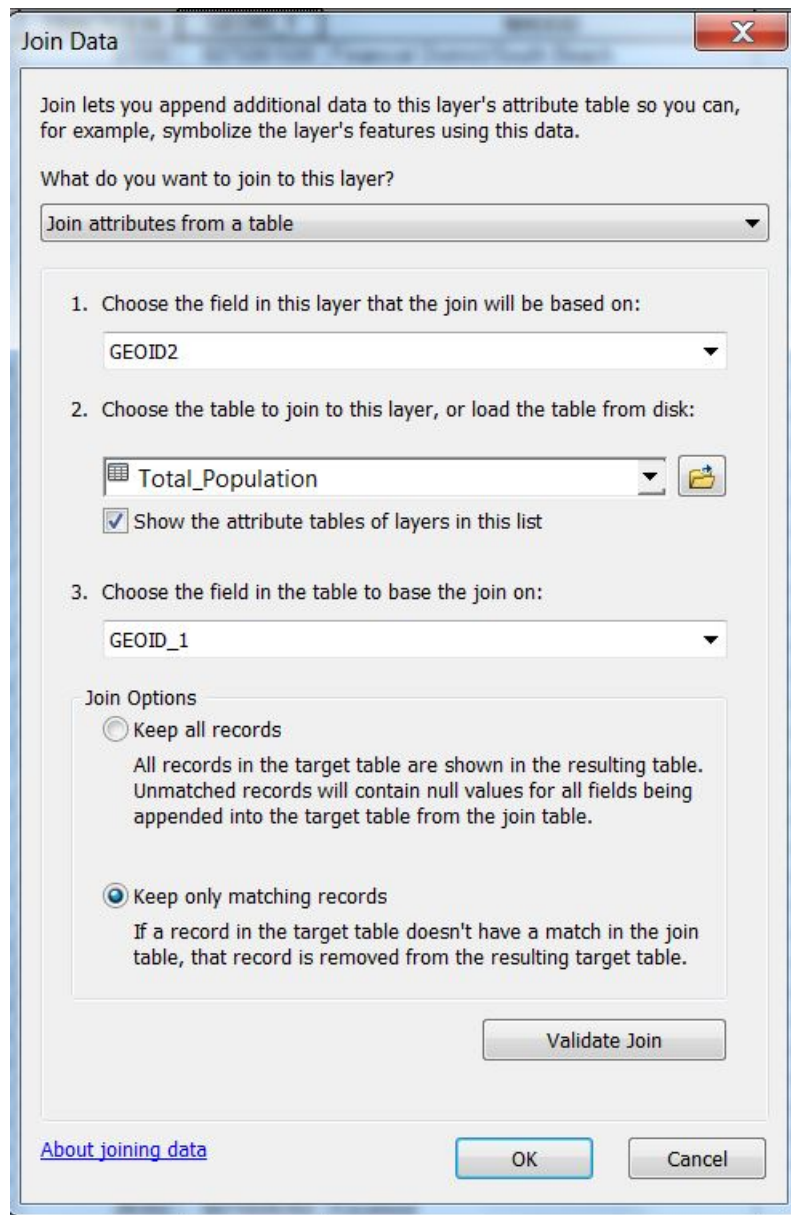 Join Data
X
Join lets you append additional data to this layer's attribute table so you can,
for example, symbolize the layer's features using this data.
What do you want to join to this layer?
Join attributes from a table
1. Choose the field in this layer that the join will be based on:
GEOID2
2. Choose the table to join to this layer, or load the table from disk:
Total_Population
Show the attribute tables of layers in this list
3. Choose the field in the table to base the join on:
GEOID_1
Join Options
Keep all records
All records in the target table are shown in the resulting table.
Unmatched records will contain null values for all fields being
appended into the target table from the join table.
Keep only matching records
If a record in the target table doesn't have a match in the join
table, that record is removed from the resulting target table.
Validate Join
About joining data
OK
Cancel